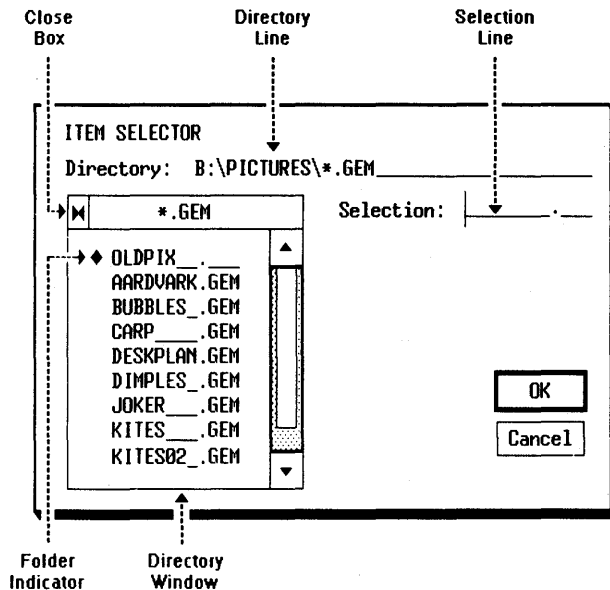 Close Box
Directory Line
Selection Line
ITEM SELECTOR
Directory: B:\PICTURES\*.GEM
*.GEM
Selection: .
OLDPIX__.___
AARDVARK.GEM
BUBBLES_.GEM
CARP____.GEM
DESKPLAN.GEM
DIMPLES_.GEM
JOKER___.GEM
KITES___.GEM
KITES02_.GEM
OK
Cancel
Folder Indicator
Directory Window